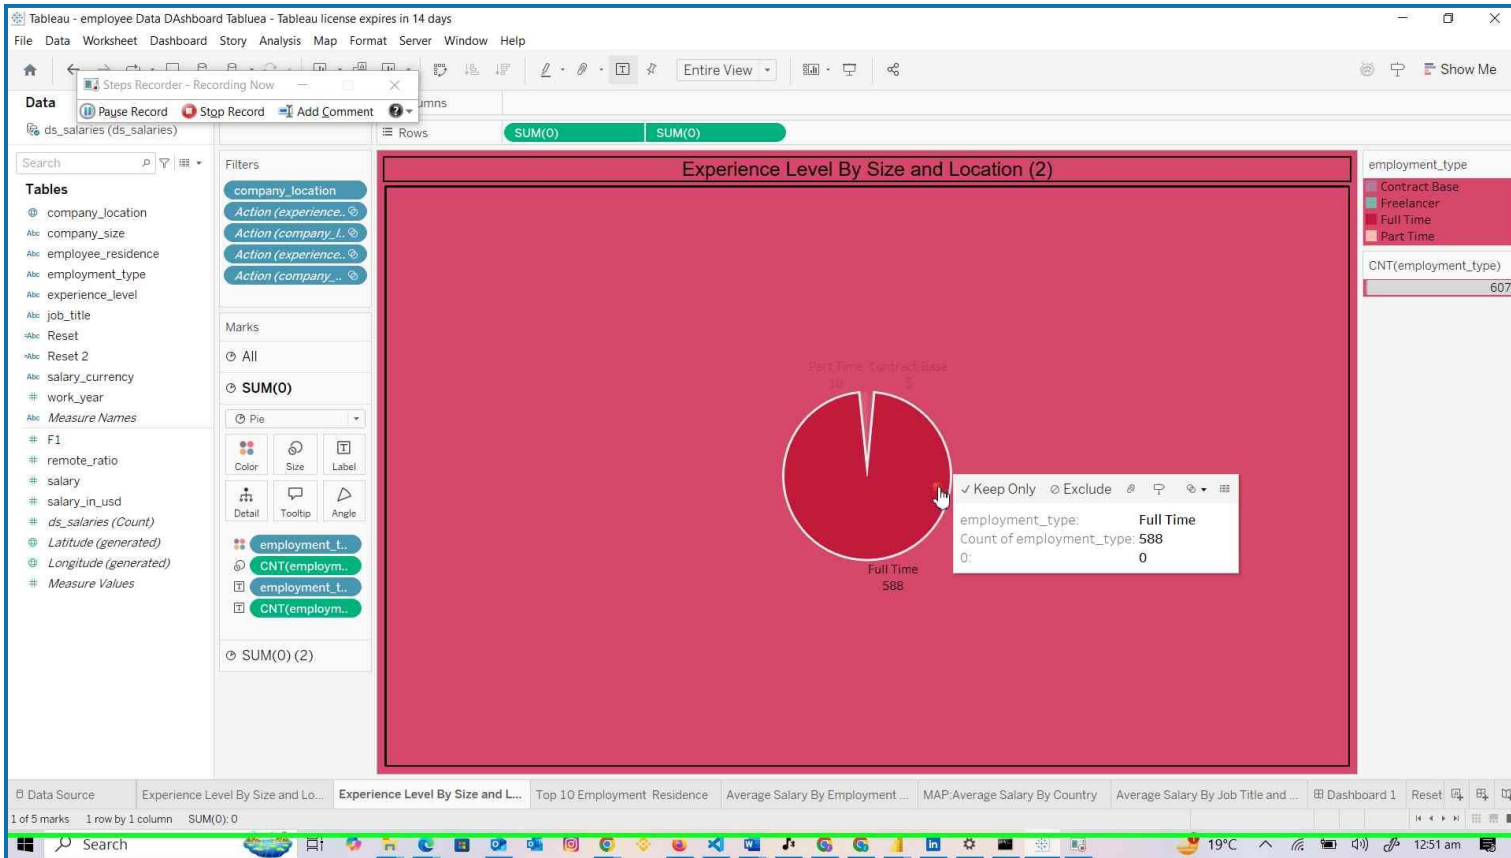 Tableau - employee Data DAshboard Tabluea - Tableau license expires in 14 days
File Data Worksheet Dashboard Story Analysis Map Format Server Window Help
Entire View
Show Me
Steps Recorder - Recording Now
Pause Record Stop Record Add Comment
Data
umns
ds_salaries (ds_salaries)
Rows SUM(0) SUM(0)
Search
Tables
company_location
company_size
employee_residence
employment_type
experience_level
job_title
Reset
Reset 2
salary_currency
work_year
Measure Names
F1
remote_ratio
salary
salary_in_usd
ds_salaries (Count)
Latitude (generated)
Longitude (generated)
Measure Values
Filters
company_location
Action (experience..
Action (company_l..
Action (experience..
Action (company_..
Marks
All
SUM(0)
Pie
Color Size Label
Detail Tooltip Angle
employment_t..
CNT(employm..
employment_t..
CNT(employm..
SUM(0) (2)
Experience Level By Size and Location (2)
Part Time Contract Base
10 5
Full Time
588
Keep Only Exclude
employment_type: Full Time
Count of employment_type: 588
0: 0
employment_type
Contract Base
Freelancer
Full Time
Part Time
CNT(employment_type)
607
Data Source Experience Level By Size and Lo... Experience Level By Size and L... Top 10 Employment Residence Average Salary By Employment ... MAP:Average Salary By Country Average Salary By Job Title and ... Dashboard 1 Reset
1 of 5 marks 1 row by 1 column SUM(0): 0
Search 19°C 12:51 am